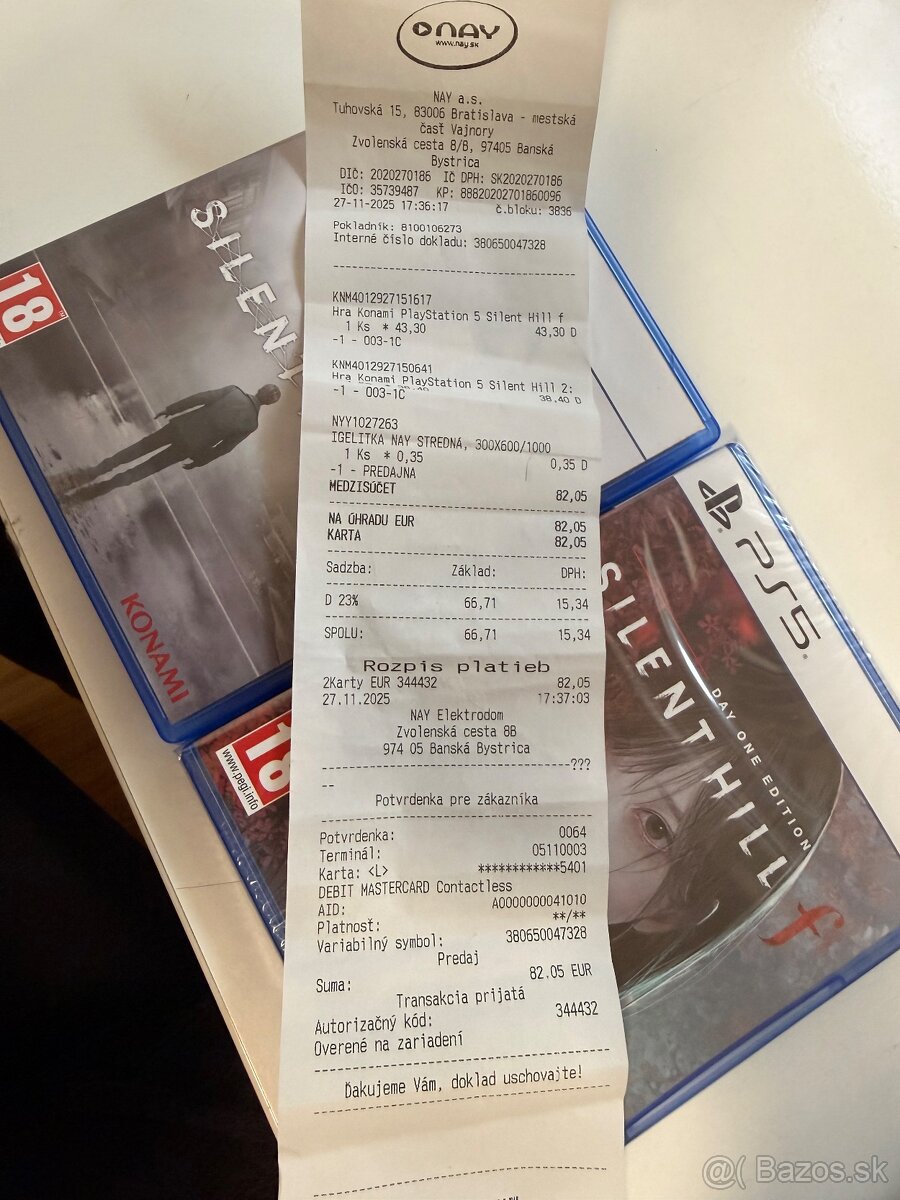 NAY
www.nay.sk
NAY a.s.
Tuhovská 15, 83006 Bratislava - mestská
časť Vajnory
Zvolenská cesta 8/B, 97405 Banská
Bystrica
DIČ: 2020270186 IČ DPH: SK2020270186
IČO: 35739487 KP: 88820202701860096
27-11-2025 17:36:17 č.bloku: 3836
Pokladník: 8100106273
Interné číslo dokladu: 380650047328
KNM4012927151617
Hra Konami PlayStation 5 Silent Hill f
1 Ks * 43,30 43,30 D
-1 - 003-1C
KNM4012927150641
Hra Konami PlayStation 5 Silent Hill 2:
38,40 D
-1 - 003-1C
NYY1027263
IGELITKA NAY STREDNÁ, 300X600/1000
1 Ks * 0,35 0,35 D
-1 - PREDAJNA
MEDZISÚČET 82,05
NA ÚHRADU EUR 82,05
KARTA 82,05
Sadzba: Základ: DPH:
D 23% 66,71 15,34
SPOLU: 66,71 15,34
Rozpis platieb
2Karty EUR 344432 82,05
27.11.2025 17:37:03
NAY Elektrodom
Zvolenská cesta 8B
974 05 Banská Bystrica
???
--
Potvrdenka pre zákazníka
Potvrdenka: 0064
Terminál: 05110003
Karta: <L> ************5401
DEBIT MASTERCARD Contactless
AID: A0000000041010
Platnosť: **/**
Variabilný symbol: 380650047328
Predaj
Suma: 82.05 EUR
Transakcia prijatá
Autorizačný kód: 344432
Overené na zariadení
Ďakujeme Vám, doklad uschovajte!
18
SILENT
KONAMI
18
www.pegi.info
PS5
SILENT HILL
f
DAY ONE EDITION
@( Bazos.sk